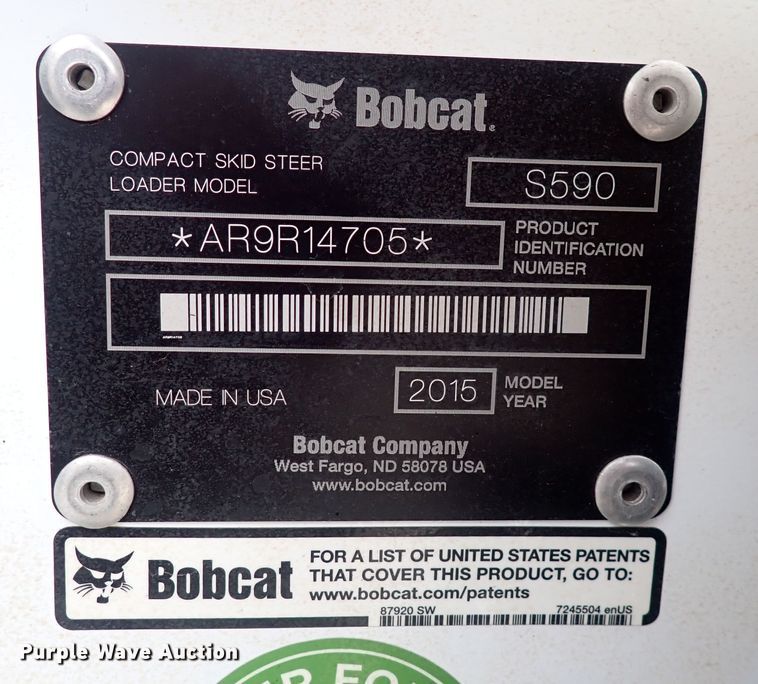 Bobcat®
COMPACT SKID STEER
LOADER MODEL
S590
*AR9R14705*
PRODUCT
IDENTIFICATION
NUMBER
AR9R14705
MADE IN USA
2015
MODEL
YEAR
Bobcat Company
West Fargo, ND 58078 USA
www.bobcat.com
Bobcat
FOR A LIST OF UNITED STATES PATENTS
THAT COVER THIS PRODUCT, GO TO:
www.bobcat.com/patents
87920 SW
7245504 enUS
Purple Wave Auction